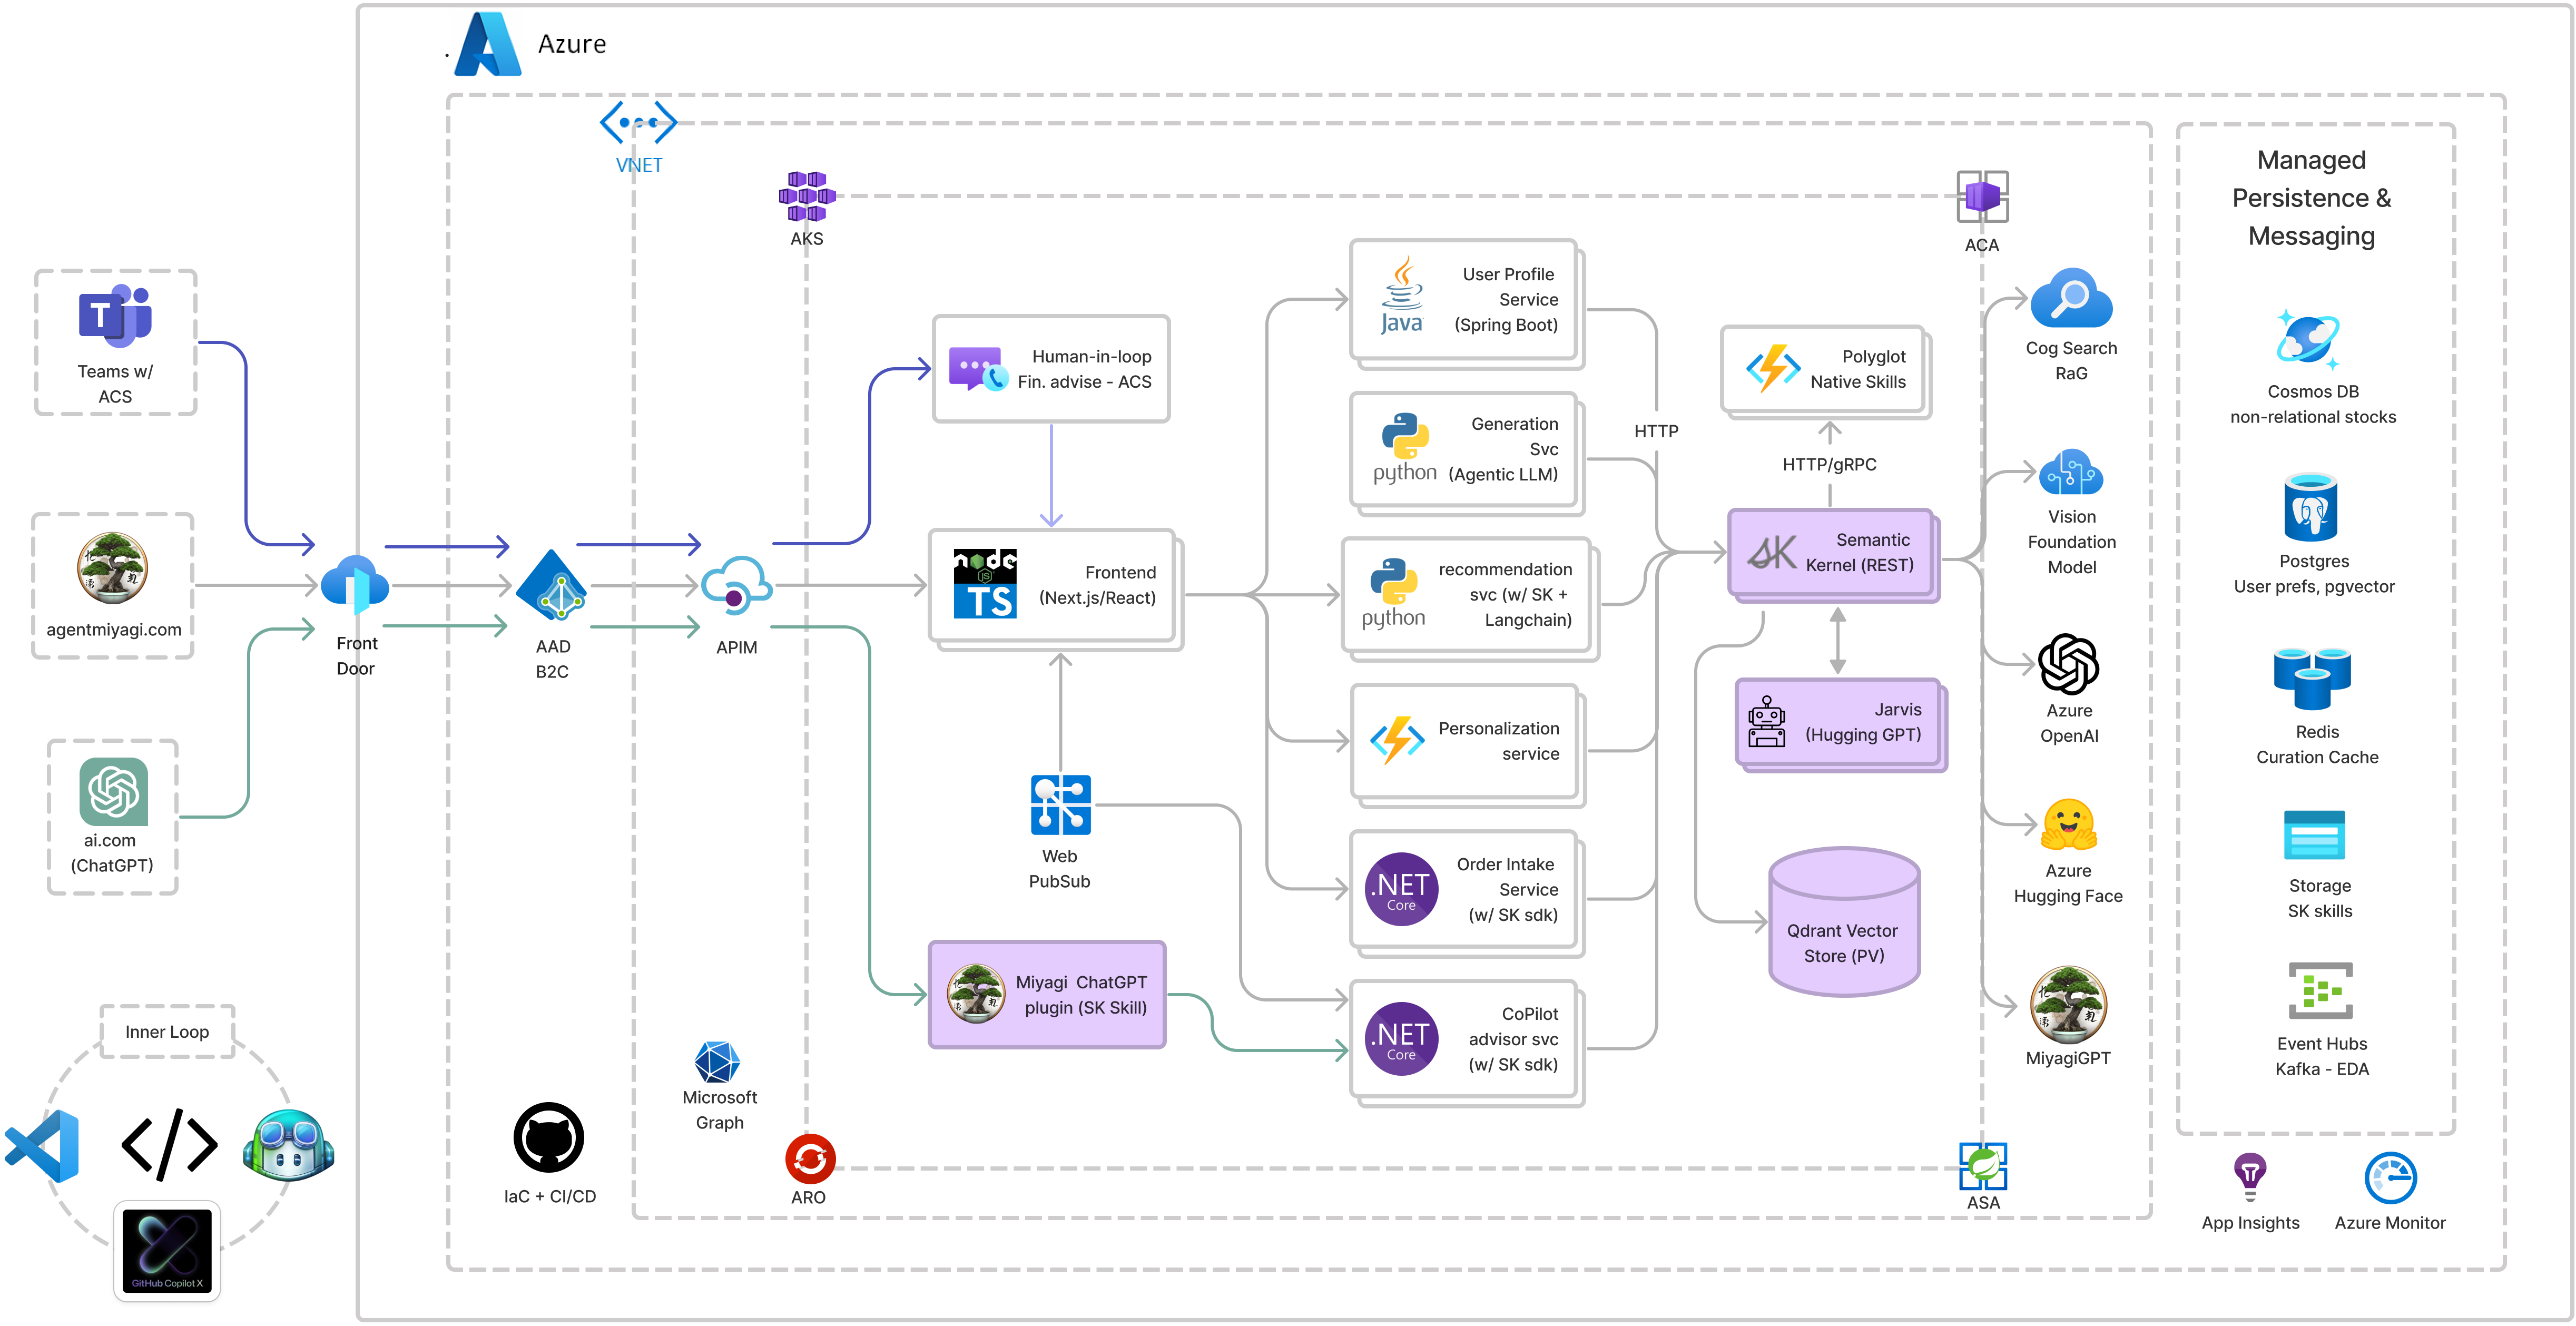 Azure
VNET
AKS
ACA
Managed
Persistence &
Messaging
T
Teams w/
ACS
agentmiyagi.com
ai.com
(ChatGPT)
Front
Door
AAD
B2C
APIM
Human-in-loop
Fin. advise - ACS
node
JS
TS
Frontend
(Next.js/React)
Web
PubSub
Miyagi ChatGPT
plugin (SK Skill)
Java
User Profile
Service
(Spring Boot)
python
Generation
Svc
(Agentic LLM)
python
recommendation
svc (w/ SK +
Langchain)
Personalization
service
.NET
Core
Order Intake
Service
(w/ SK sdk)
.NET
Core
CoPilot
advisor svc
(w/ SK sdk)
HTTP
Polyglot
Native Skills
HTTP/gRPC
SK
Semantic
Kernel (REST)
Jarvis
(Hugging GPT)
Qdrant Vector
Store (PV)
Cog Search
RaG
Vision
Foundation
Model
Azure
OpenAI
Azure
Hugging Face
MiyagiGPT
Cosmos DB
non-relational stocks
Postgres
User prefs, pgvector
Redis
Curation Cache
Storage
SK skills
Event Hubs
Kafka - EDA
App Insights
Azure Monitor
Microsoft
Graph
IaC + CI/CD
ARO
ASA
Inner Loop
</>
GitHub Copilot X